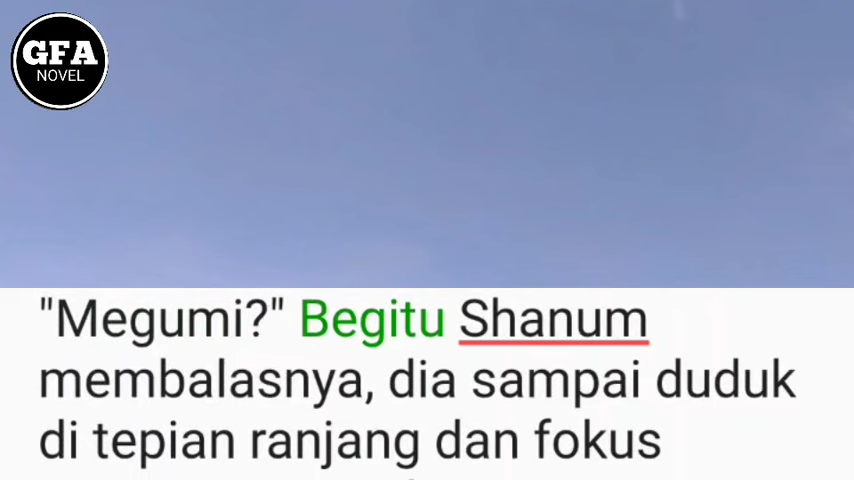 GFA
NOVEL
"Megumi?" Begitu Shanum
membalasnya, dia sampai duduk
di tepian ranjang dan fokus